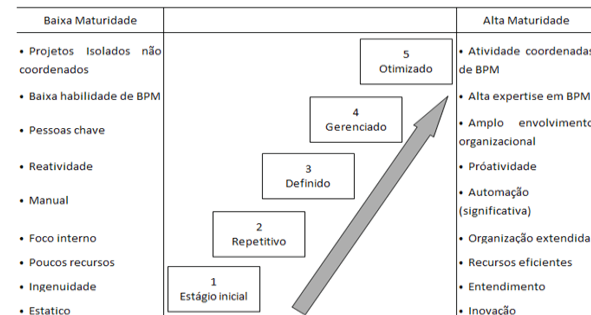 Baixa Maturidade
• Projetos Isolados não
coordenados
• Baixa habilidade de BPM
• Pessoas chave
• Reatividade
• Manual
• Foco interno
• Poucos recursos
• Ingenuidade
• Estatico
5
Otimizado
4
Gerenciado
3
Definido
2
Repetitivo
1
Estágio inicial
Alta Maturidade
• Atividade coordenadas
de BPM
• Alta expertise em BPM
• Amplo envolvimento
organizacional
• Próatividade
• Automação
(significativa)
• Organização extendida
• Recursos eficientes
• Entendimento
• Inovação